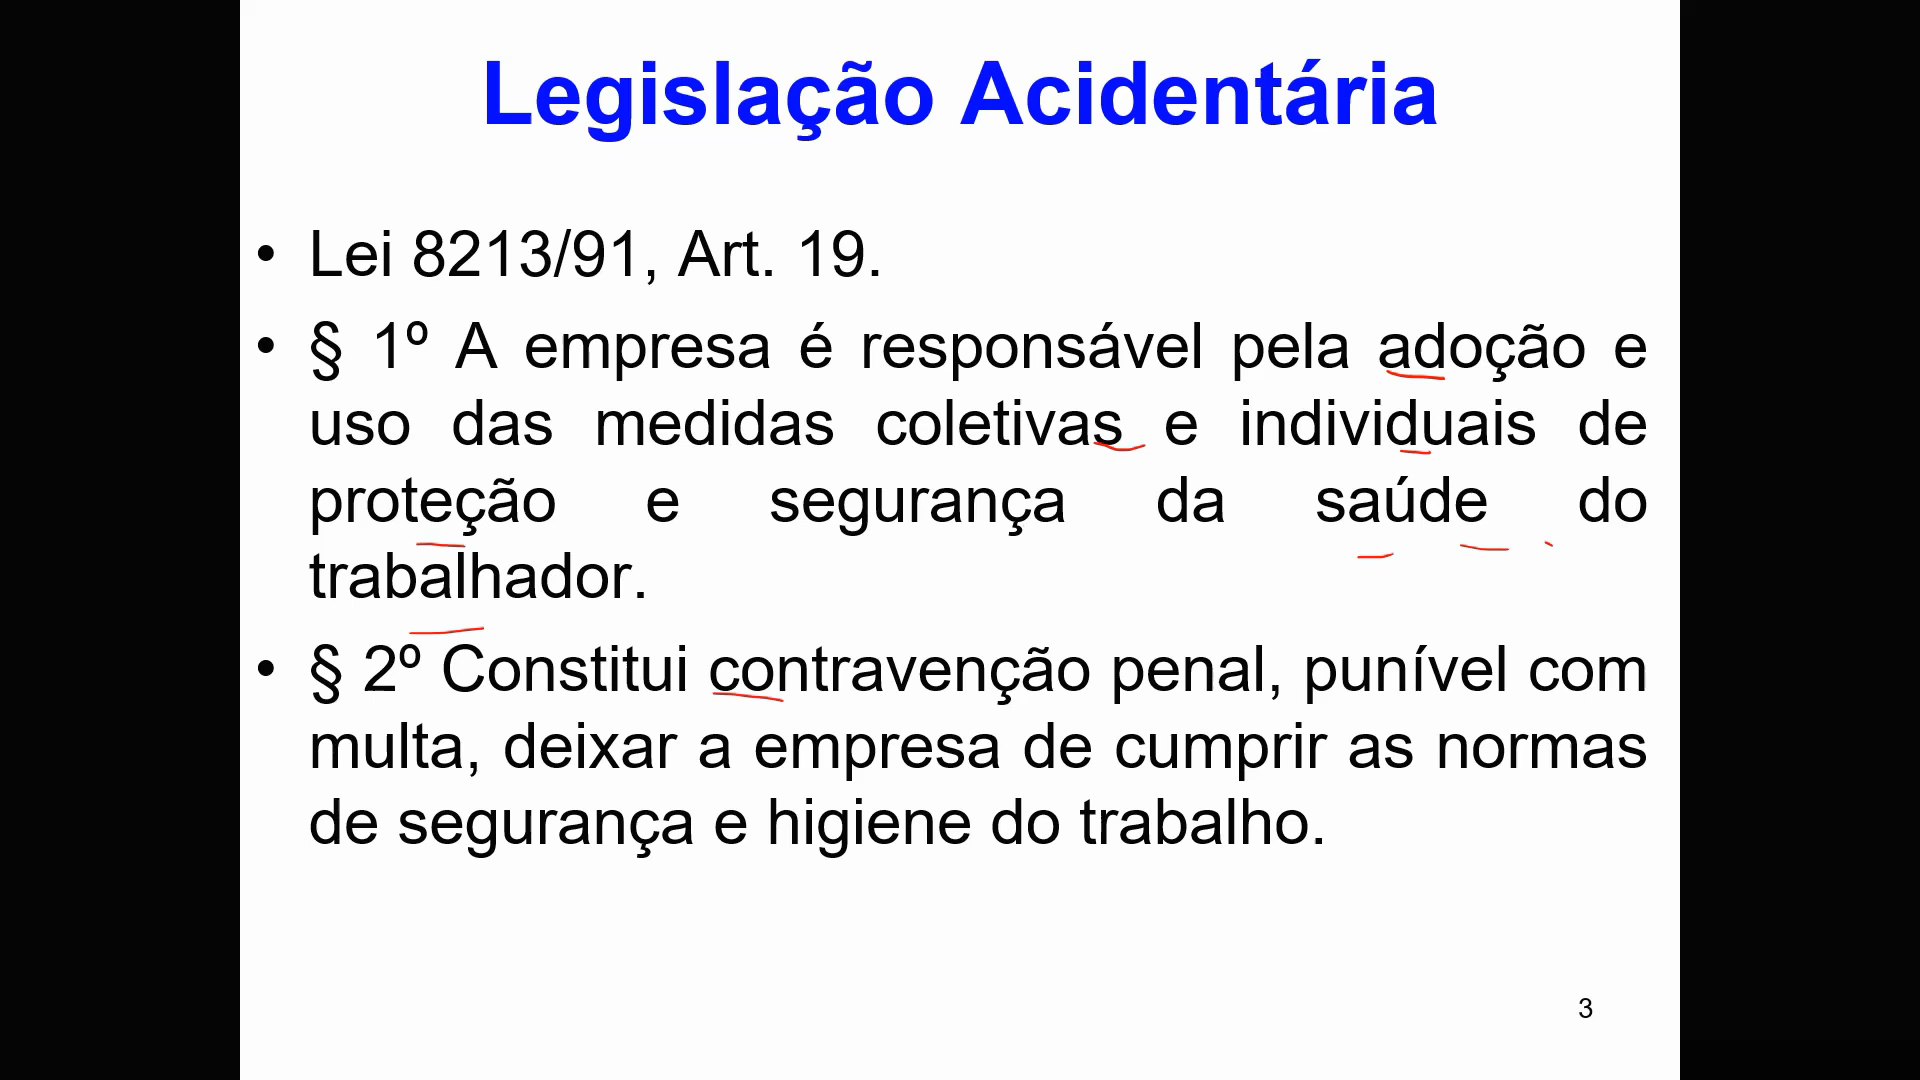 Legislação Acidentária
• Lei 8213/91, Art. 19.
• § 1º A empresa é responsável pela adoção e
uso das medidas coletivas e individuais de
proteção e segurança da saúde do
trabalhador.
• § 2º Constitui contravenção penal, punível com
multa, deixar a empresa de cumprir as normas
de segurança e higiene do trabalho.
3